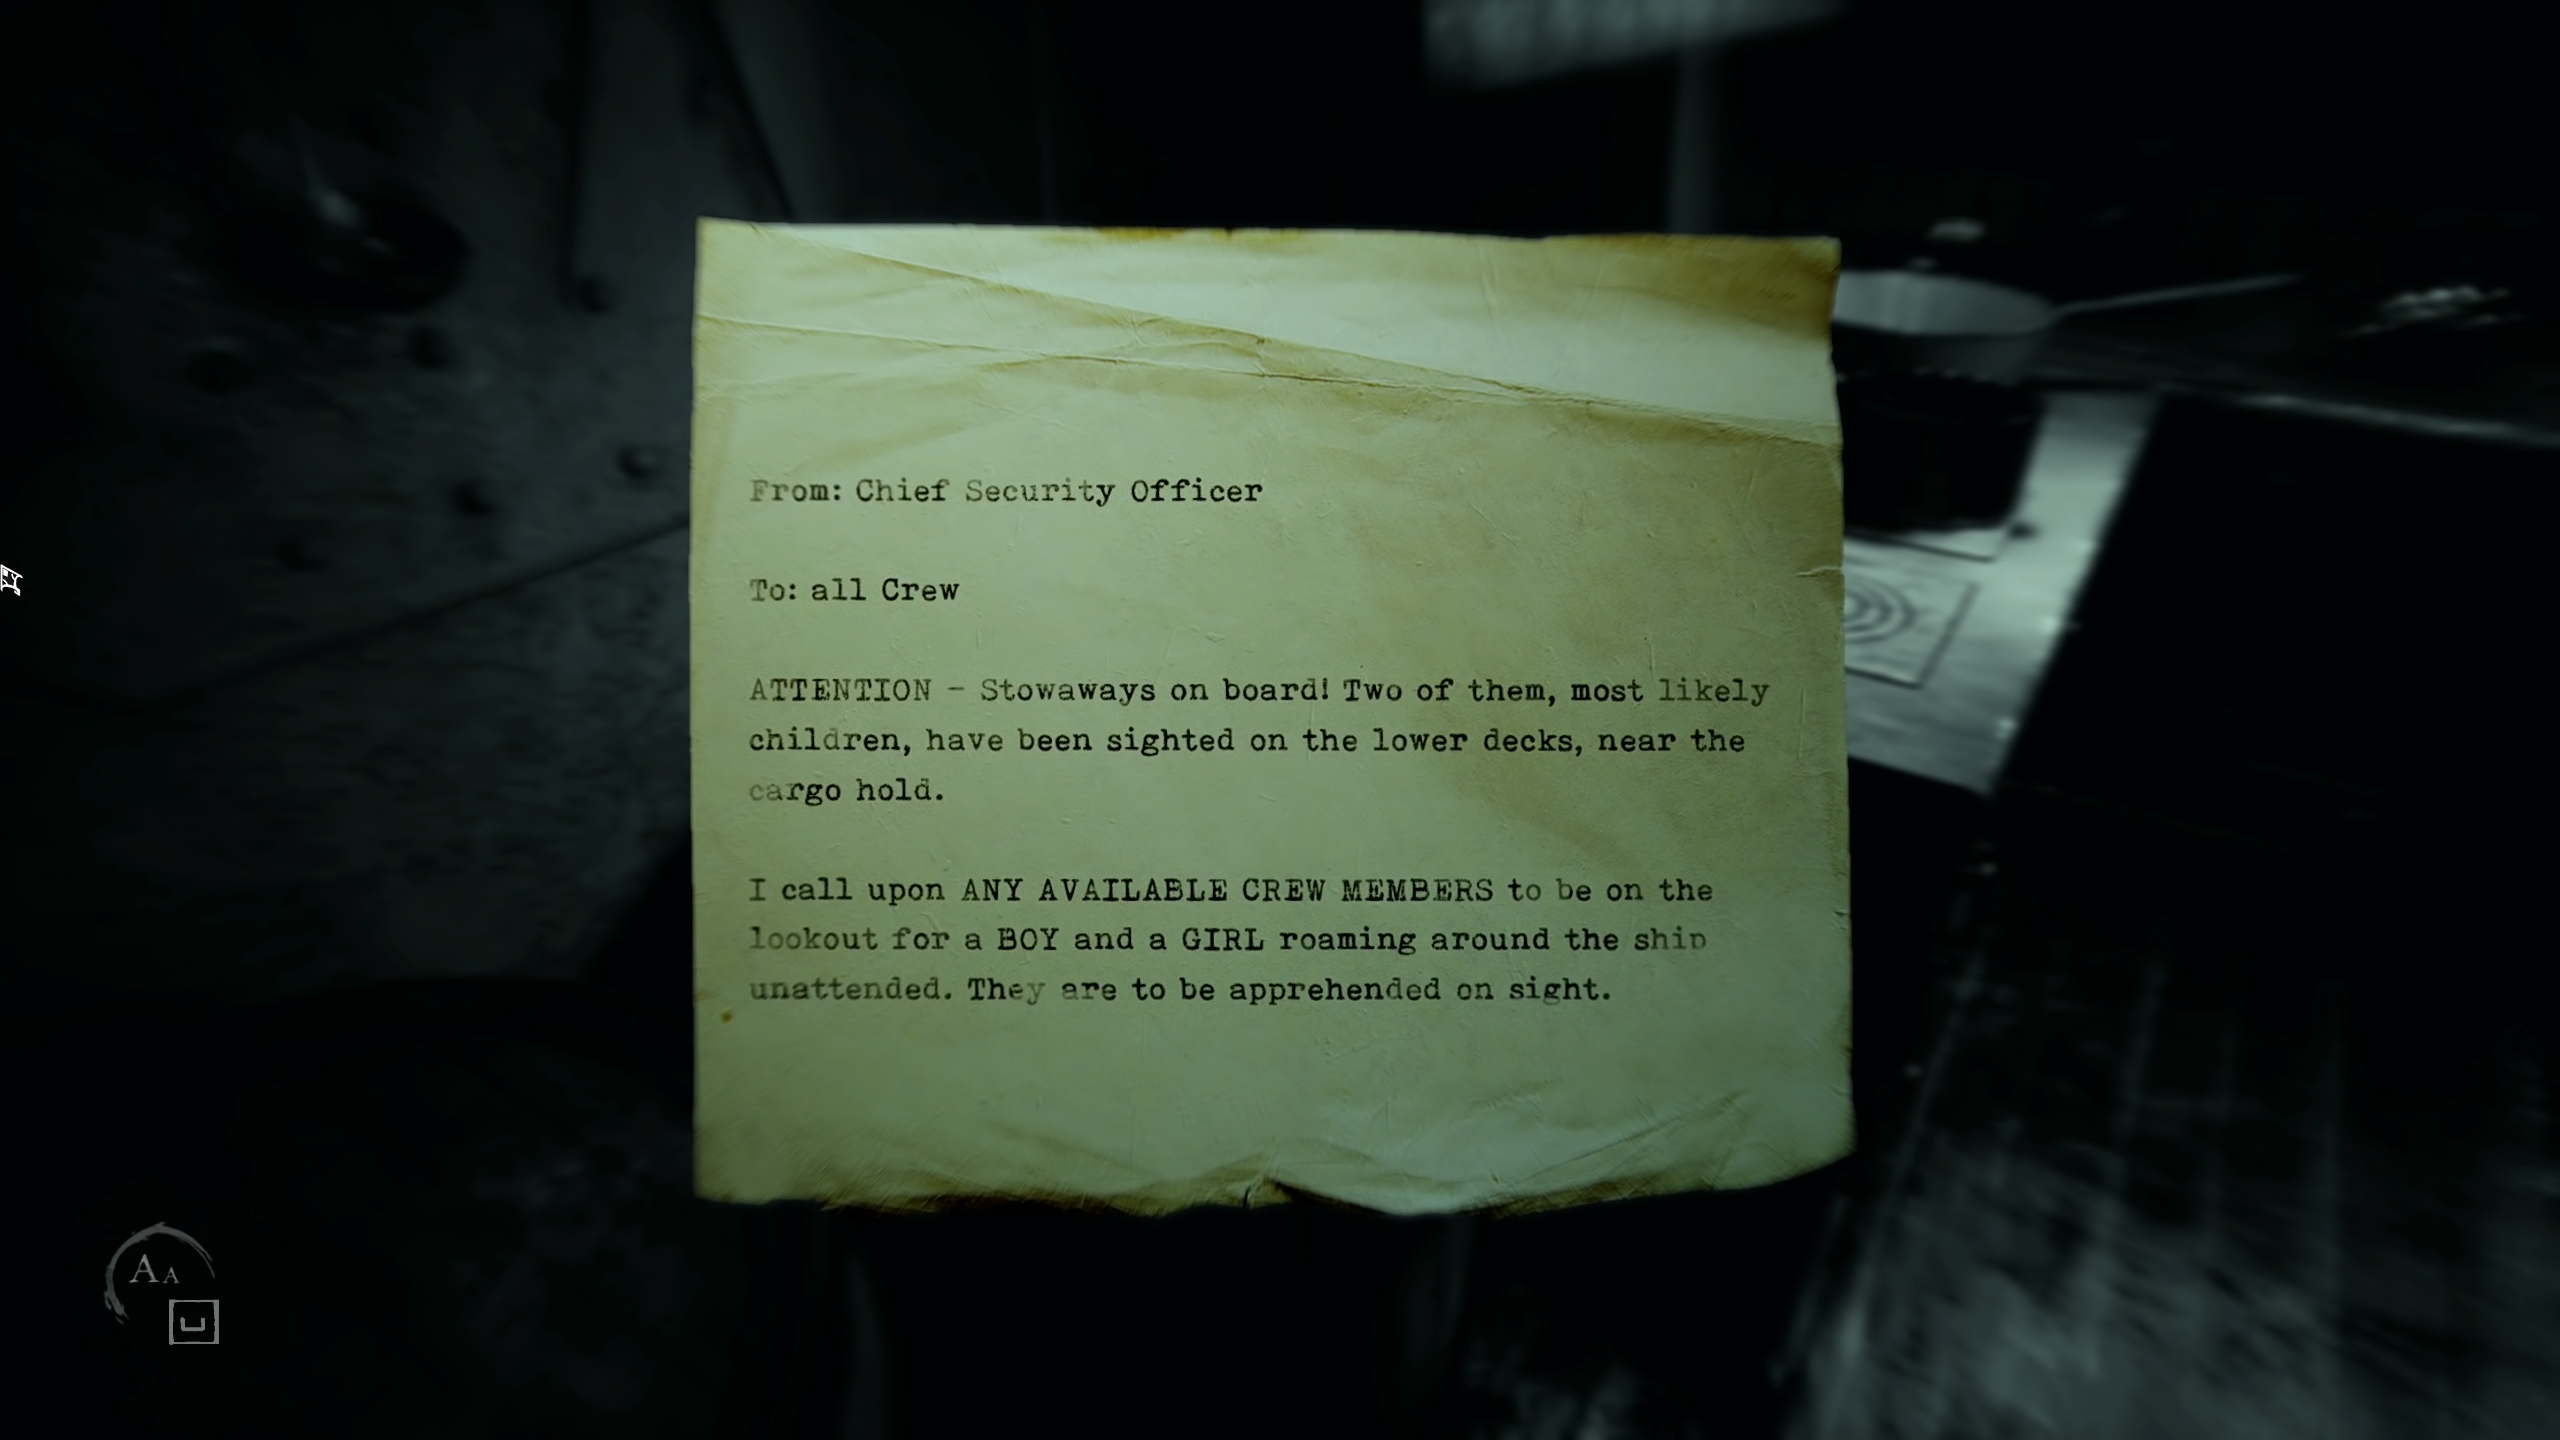 From: Chief Security Officer
To: all Crew
ATTENTION - Stowaways on board! Two of them, most likely
children, have been sighted on the lower decks, near the
cargo hold.
I call upon ANY AVAILABLE CREW MEMBERS to be on the
lookout for a BOY and a GIRL roaming around the ship
unattended. They are to be apprehended on sight.
A A